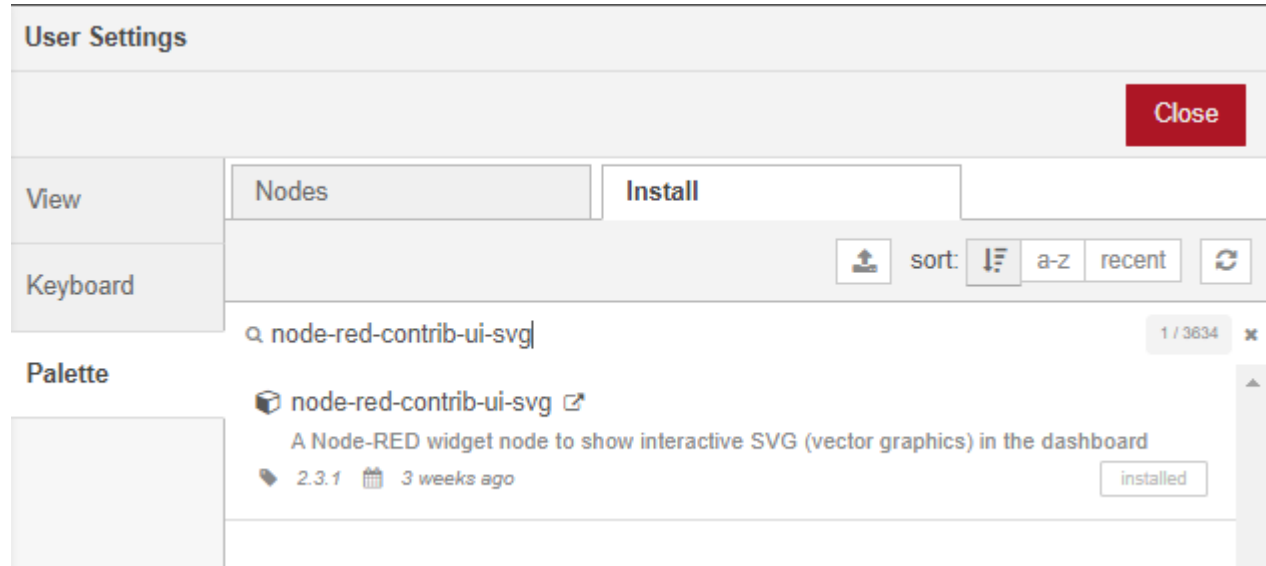 User Settings
Close
View
Keyboard
Palette
Nodes
Install
sort: a-z recent
node-red-contrib-ui-svg
1 / 3634
node-red-contrib-ui-svg
A Node-RED widget node to show interactive SVG (vector graphics) in the dashboard
2.3.1 3 weeks ago
installed